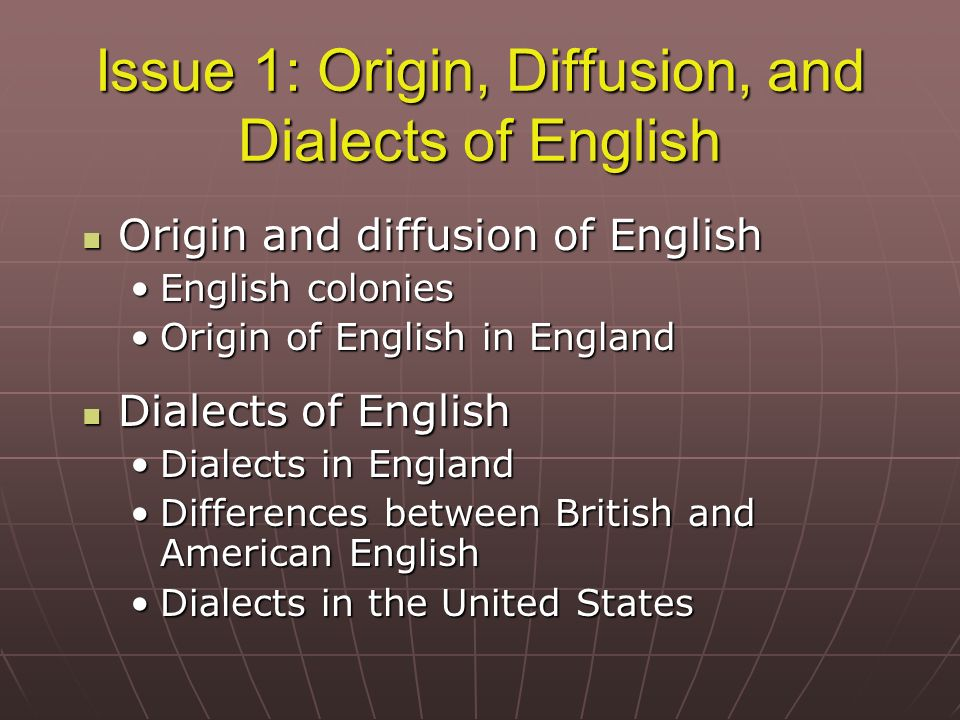 Issue 1: Origin, Diffusion, and
Dialects of English
Origin and diffusion of English
• English colonies
• Origin of English in England
Dialects of English
• Dialects in England
• Differences between British and
American English
• Dialects in the United States